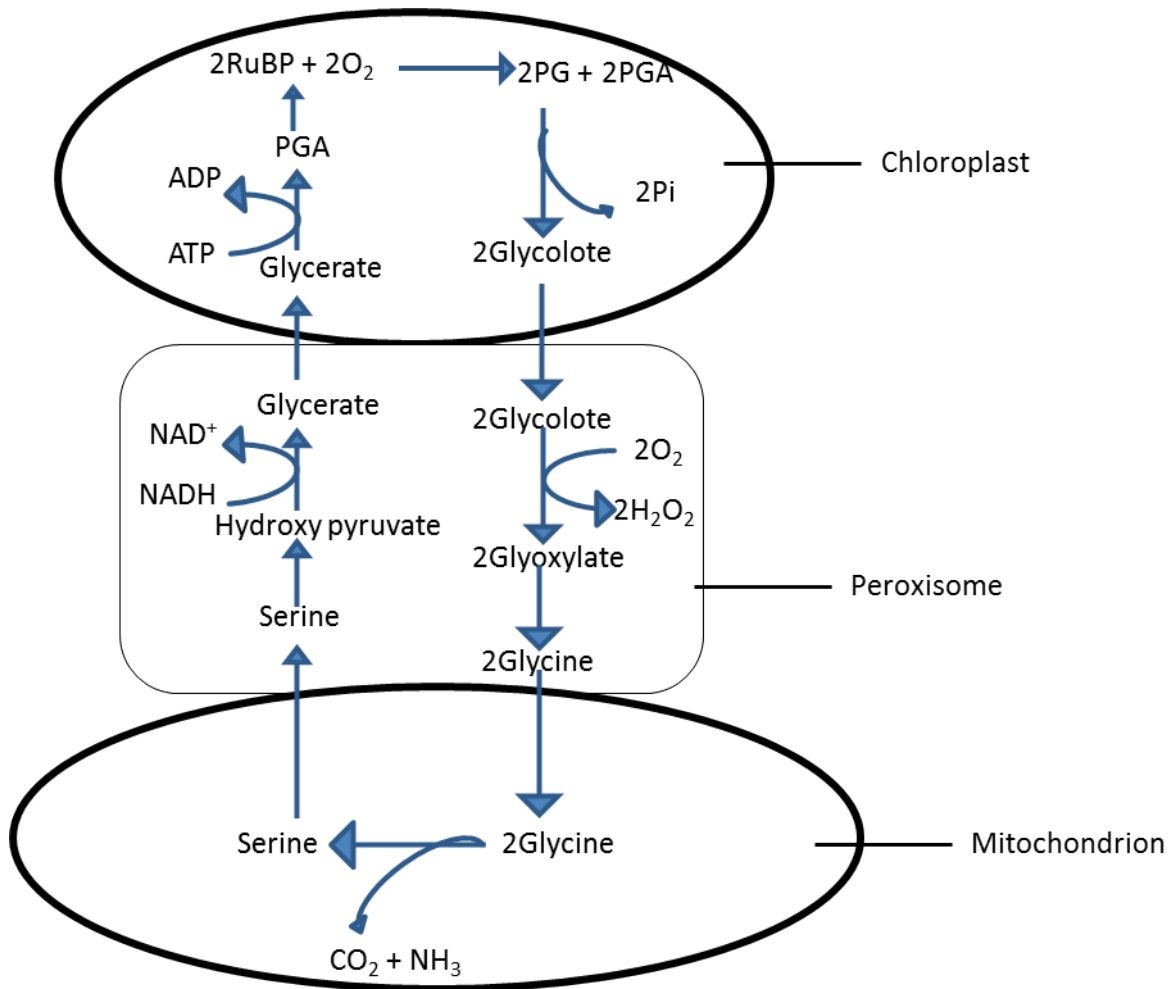 2RuBP + 2O₂
2PG + 2PGA
PGA
Chloroplast
ADP
2Pi
ATP
Glycerate
2Glycolote
Glycerate
2Glycolote
NAD⁺
2O₂
NADH
2H₂O₂
Hydroxy pyruvate
2Glyoxylate
Peroxisome
Serine
2Glycine
Serine
2Glycine
Mitochondrion
CO₂ + NH₃